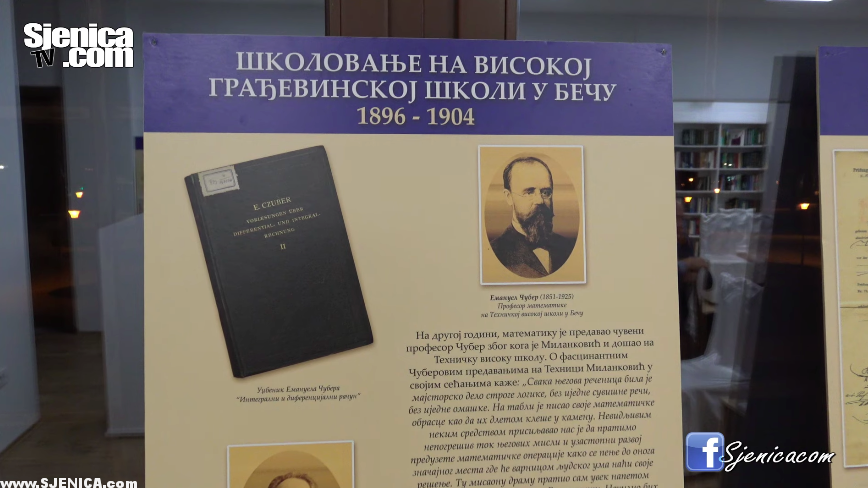 Sjenica
TV .com
ШКОЛОВАЊЕ НА ВИСОКОЈ
ГРАЂЕВИНСКОЈ ШКОЛИ У БЕЧУ
1896 - 1904
E. CZUBER
VORLESUNGEN ÜBER
DIFFERENTIAL- UND INTEGRAL-
RECHNUNG
II
Уџбеник Емануела Чубера
"Интегрални и диференцијални рачун"
Емануел Чубер (1851-1925)
Професор математике
на Техничкој високој школи у Бечу
На другој години, математику је предавао чувени
професор Чубер због кога је Миланковић и дошао на
Техничку високу школу. О фасцинантним
Чуберовим предавањима на Техници Миланковић у
својим сећањима каже: „Свака његова реченица била је
мајсторско дело строге логике, без иједне сувишне речи,
без иједне омашке. На табли је писао своје математичке
обрасце као да их длетом клеше у камену. Невидљивим
неким средством присиљавао нас је да пратимо
непогрешив ток његових мисли и узастопни развој
предузете математичке операције како се пење до онога
значајног места где ће варницом људског ума наћи своје
решење. Ту мисаону драму пратио сам увек напетом
Sjenicacom
www.SJENICA.com